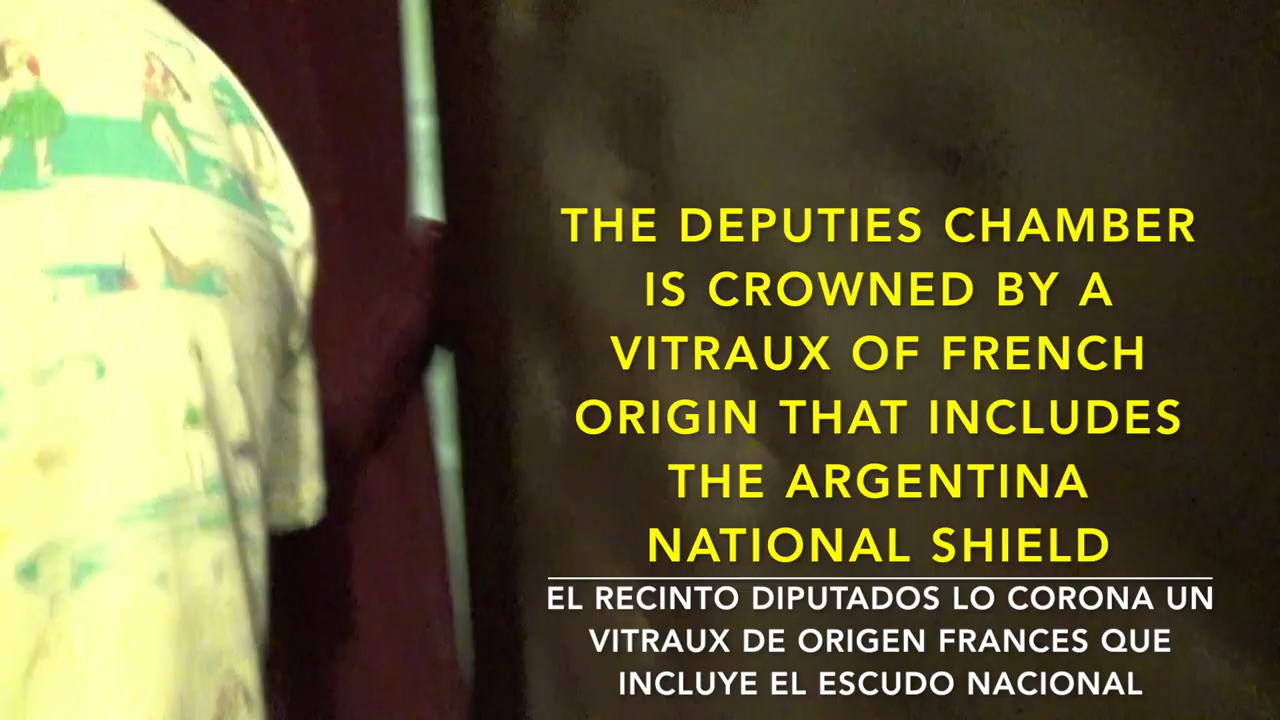 THE DEPUTIES CHAMBER
IS CROWNED BY A
VITRAUX OF FRENCH
ORIGIN THAT INCLUDES
THE ARGENTINA
NATIONAL SHIELD
EL RECINTO DIPUTADOS LO CORONA UN
VITRAUX DE ORIGEN FRANCES QUE
INCLUYE EL ESCUDO NACIONAL